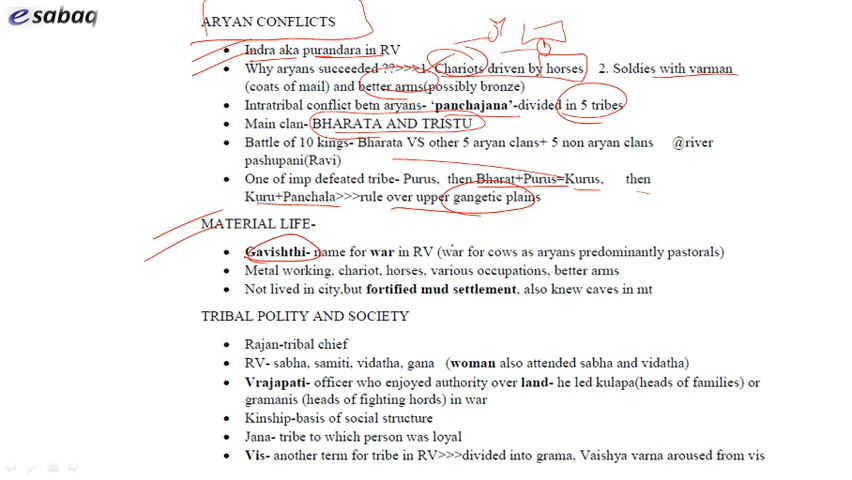 esabaq
ARYAN CONFLICTS
• Indra aka purandara in RV
• Why aryans succeeded ??>>>1. Chariots driven by horses 2. Soldies with varman
(coats of mail) and better arms(possibly bronze)
• Intratribal conflict betn aryans- ‘panchajana’-divided in 5 tribes
• Main clan- BHARATA AND TRISTU
• Battle of 10 kings- Bharata VS other 5 aryan clans+ 5 non aryan clans @river
pashupani(Ravi)
• One of imp defeated tribe- Purus, then Bharat+Purus=Kurus, then
Kuru+Panchala>>>rule over upper gangetic plains
MATERIAL LIFE-
• Gavishthi- name for war in RV (war for cows as aryans predominantly pastorals)
• Metal working, chariot, horses, various occupations, better arms
• Not lived in city,but fortified mud settlement, also knew caves in mt
TRIBAL POLITY AND SOCIETY
• Rajan-tribal chief
• RV- sabha, samiti, vidatha, gana (woman also attended sabha and vidatha)
• Vrajapati- officer who enjoyed authority over land- he led kulapa(heads of families) or
gramanis (heads of fighting hords) in war
• Kinship-basis of social structure
• Jana- tribe to which person was loyal
• Vis- another term for tribe in RV>>>divided into grama, Vaishya varna aroused from vis